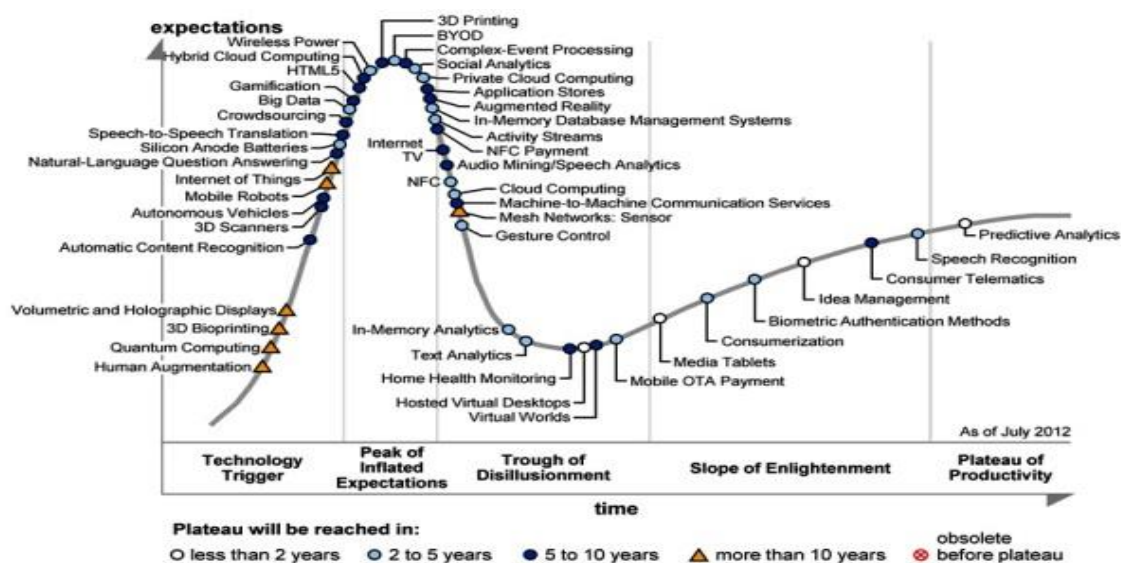 expectations
3D Printing
BYOD
Wireless Power
Complex-Event Processing
Hybrid Cloud Computing
Social Analytics
HTML5
Private Cloud Computing
Gamification
Application Stores
Big Data
Augmented Reality
Crowdsourcing
In-Memory Database Management Systems
Speech-to-Speech Translation
Activity Streams
Silicon Anode Batteries
Internet
TV
NFC Payment
Natural-Language Question Answering
Audio Mining/Speech Analytics
Internet of Things
NFC
Cloud Computing
Mobile Robots
Machine-to-Machine Communication Services
Autonomous Vehicles
Mesh Networks: Sensor
3D Scanners
Gesture Control
Automatic Content Recognition
Predictive Analytics
Speech Recognition
Consumer Telematics
Idea Management
Volumetric and Holographic Displays
Biometric Authentication Methods
3D Bioprinting
In-Memory Analytics
Consumerization
Quantum Computing
Text Analytics
Media Tablets
Human Augmentation
Home Health Monitoring
Mobile OTA Payment
Hosted Virtual Desktops
Virtual Worlds
As of July 2012
Technology
Trigger
Peak of
Inflated
Expectations
Trough of
Disillusionment
Slope of Enlightenment
Plateau of
Productivity
time
Plateau will be reached in:
less than 2 years
2 to 5 years
5 to 10 years
more than 10 years
obsolete
before plateau